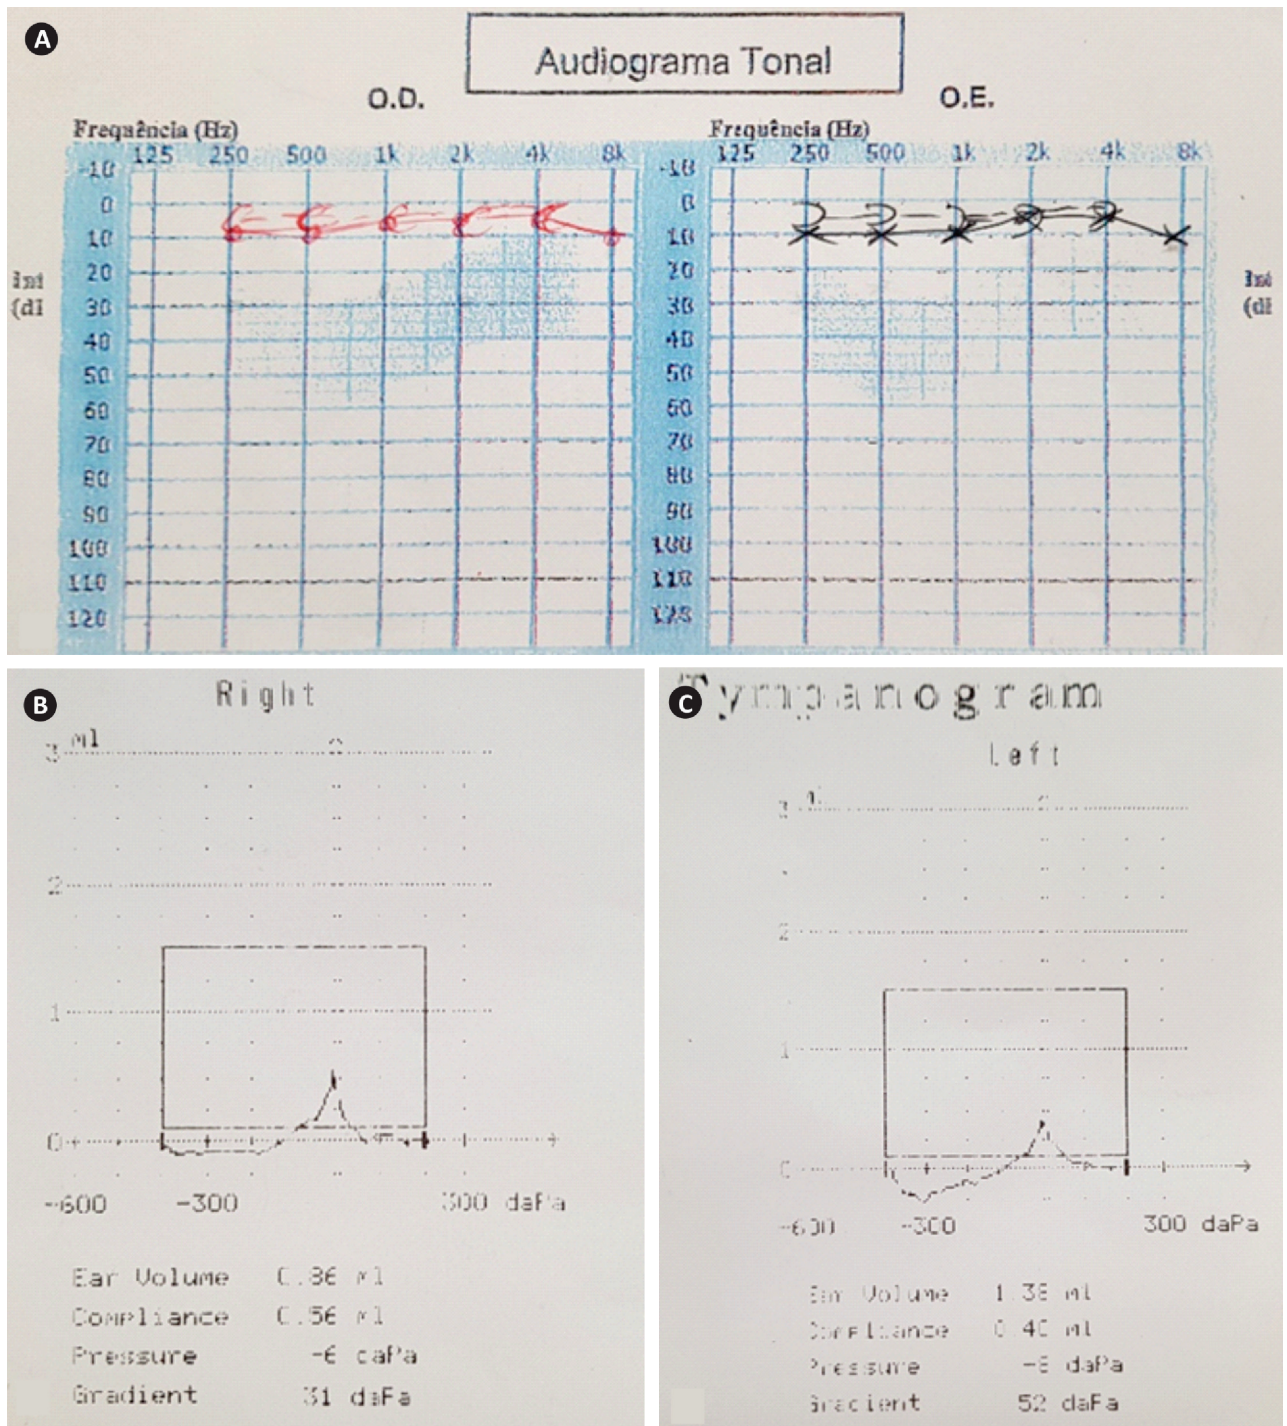 A
Audiograma Tonal
O.D.
O.E.
Frequência (Hz)
Frequência (Hz)
125 250 500 1k 2k 4k 8k
125 250 500 1k 2k 4k 8k
-10
0
10
20
30
40
50
60
70
80
90
100
110
120
-10
0
10
20
30
40
50
60
70
80
90
100
110
Int
(dI
Int
(dI
B
Right
3 ml
2
1
0
-600 -300 300 daPa
Ear Volume 0.86 ml
Compliance 0.56 ml
Pressure -6 daPa
Gradient 31 daPa
C
Tympanogram
Left
3
2
1
0
-600 -300 300 daPa
Ear Volume 1.38 ml
Compliance 0.40 ml
Pressure daPa
Gradient 52 daPa